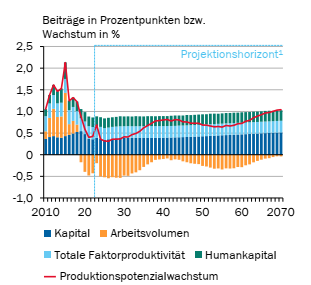 Beiträge in Prozentpunkten bzw.
Wachstum in %
2,5
Projektionshorizont¹
2,0
1,5
1,0
0,5
0
-0,5
-1,0
2010 20 30 40 50 60 2070
Kapital Arbeitsvolumen
Totale Faktorproduktivität Humankapital
Produktionspotenzialwachstum